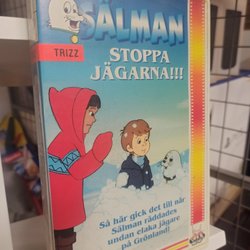 SÄLMAN
TRIZZ
STOPPA
JÄGARNA!!!
Så här gick det till när
Sälman räddades
undan elaka jägare
på Grönland!